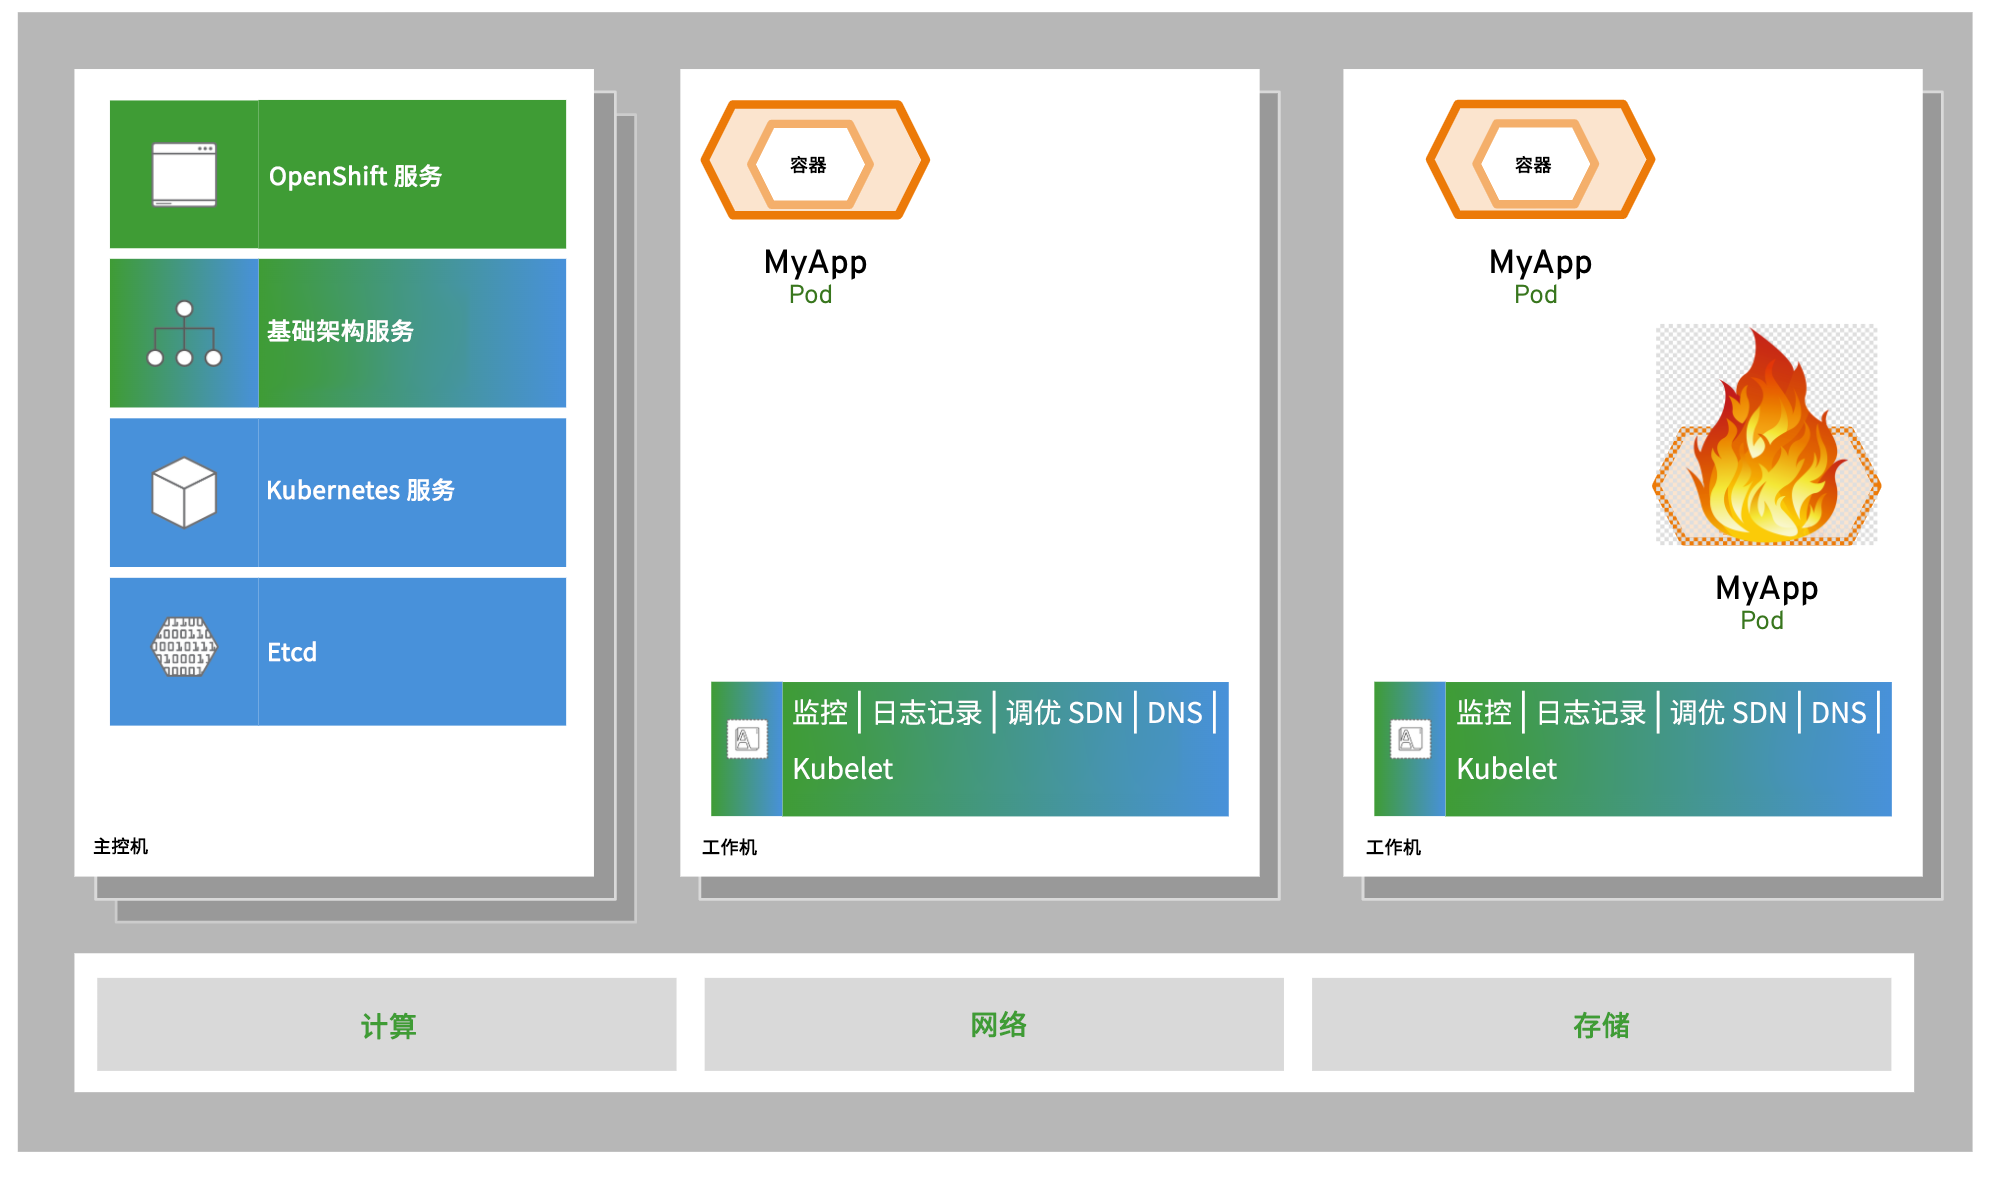 OpenShift 服务
基础架构服务
Kubernetes 服务
Etcd
主控机
容器
MyApp
Pod
监控 | 日志记录 | 调优 SDN | DNS |
Kubelet
工作机
容器
MyApp
Pod
MyApp
Pod
监控 | 日志记录 | 调优 SDN | DNS |
Kubelet
工作机
计算
网络
存储